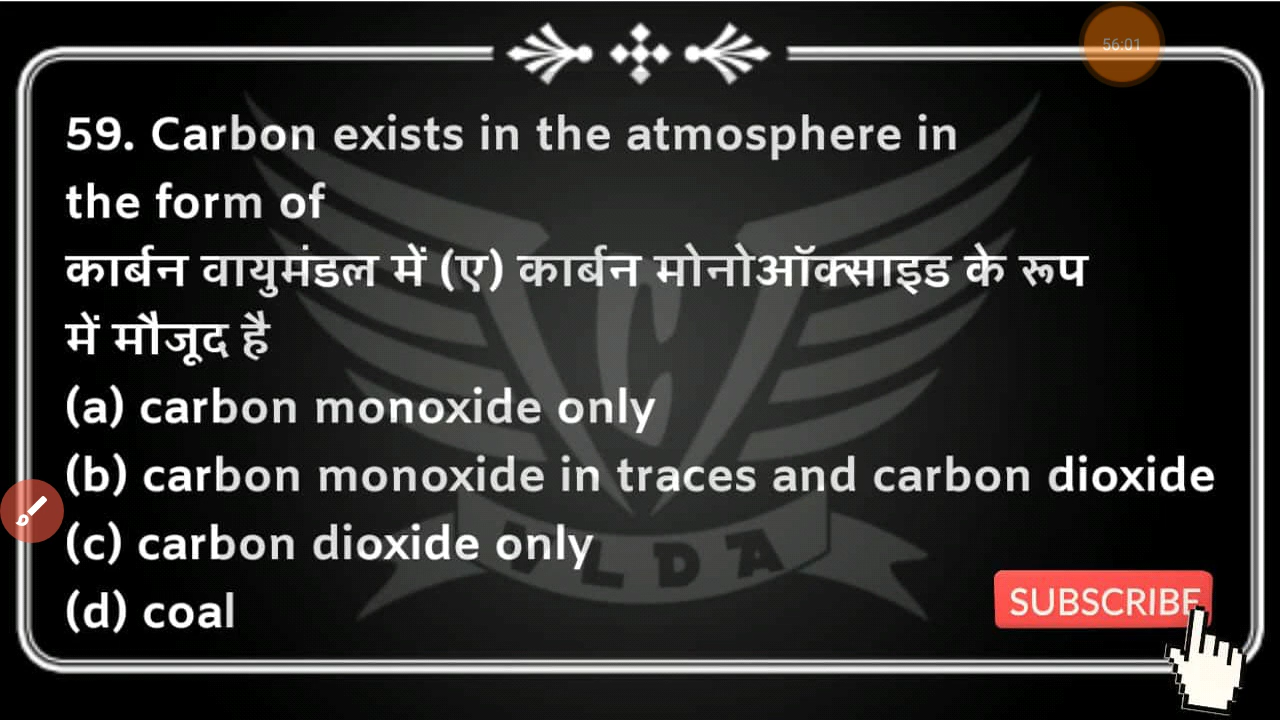 56:01
59. Carbon exists in the atmosphere in
the form of
कार्बन वायुमंडल में (ए) कार्बन मोनोऑक्साइड के रूप
में मौजूद है
(a) carbon monoxide only
(b) carbon monoxide in traces and carbon dioxide
(c) carbon dioxide only
(d) coal
VLDA
SUBSCRIBE